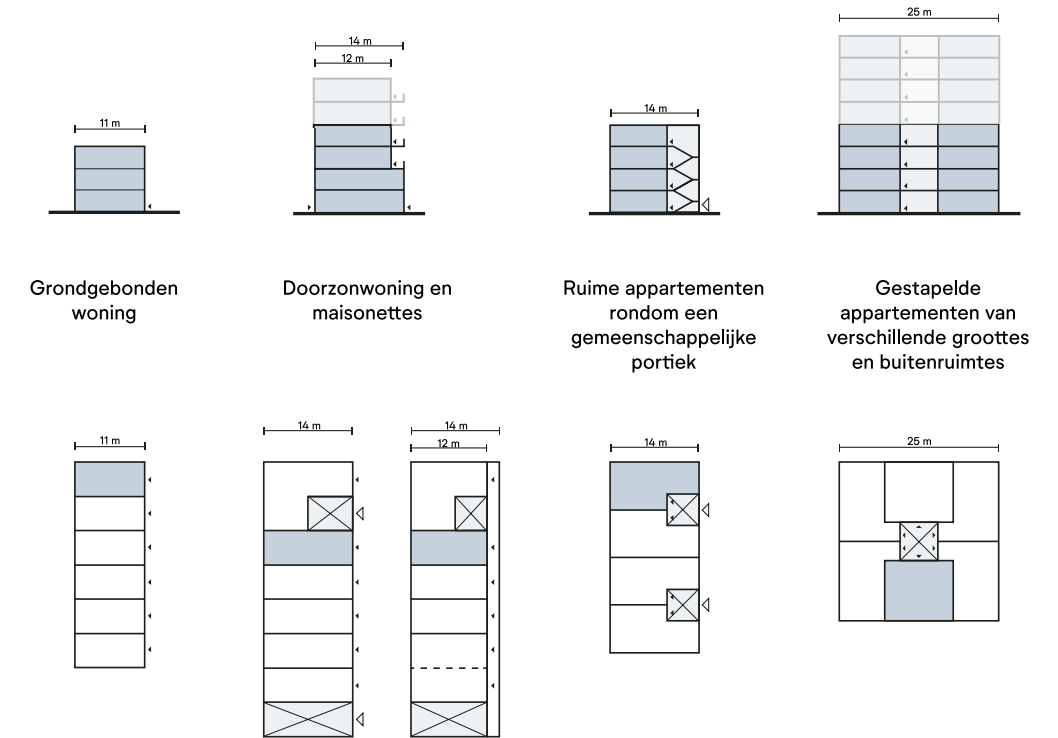 25 m
14 m
12 m
14 m
11 m
Grondgebonden
woning
Doorzonwoning en
maisonettes
Ruime appartementen
rondom een
gemeenschappelijke
portiek
Gestapelde
appartementen van
verschillende groottes
en buitenruimtes
11 m
14 m
14 m
12 m
14 m
25 m